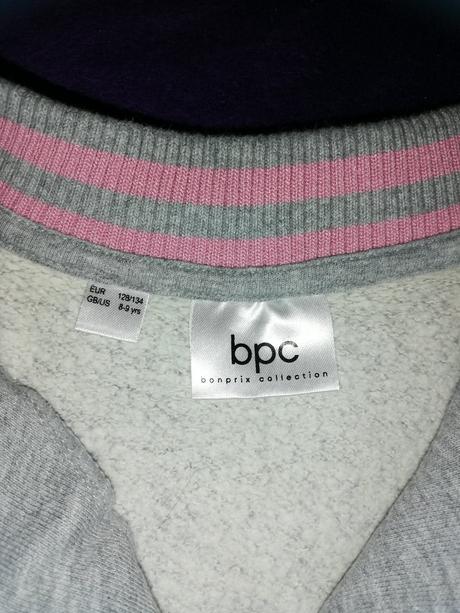 EUR 128/134
GB/US 8-9 yrs
bpc
bonprix collection